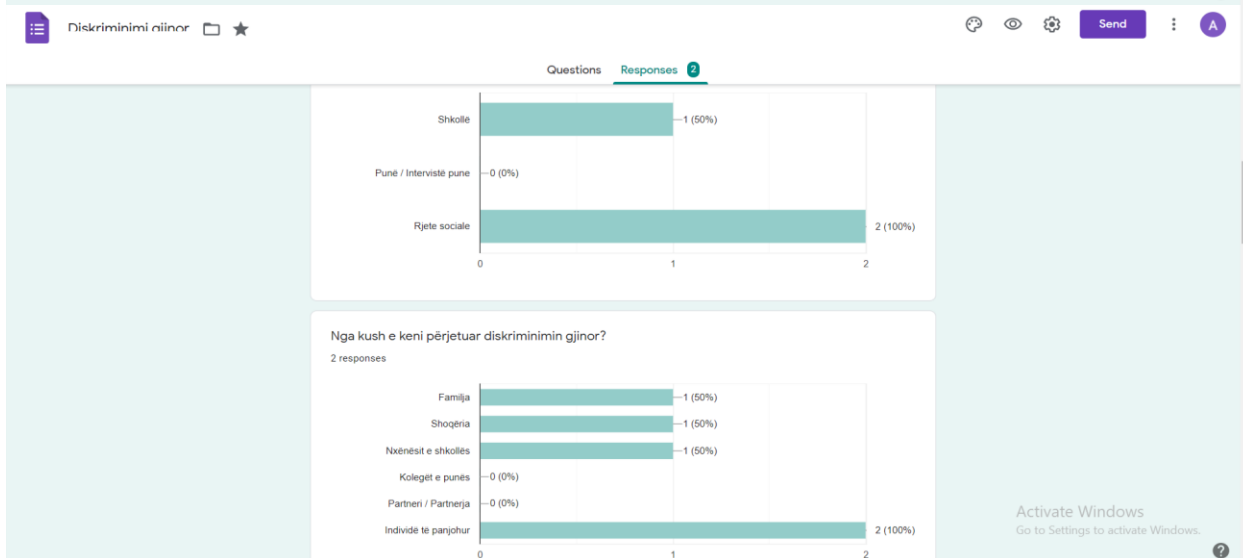 Diskriminimi gjinor
Send
A
Questions Responses 2
Shkollë 1 (50%)
Punë / Intervistë pune 0 (0%)
Rjete sociale 2 (100%)
0 1 2
Nga kush e keni përjetuar diskriminimin gjinor?
2 responses
Familja 1 (50%)
Shoqëria 1 (50%)
Nxënësit e shkollës 1 (50%)
Kolegët e punës 0 (0%)
Partneri / Partnerja 0 (0%)
Individë të panjohur 2 (100%)
0 1 2
Activate Windows
Go to Settings to activate Windows.